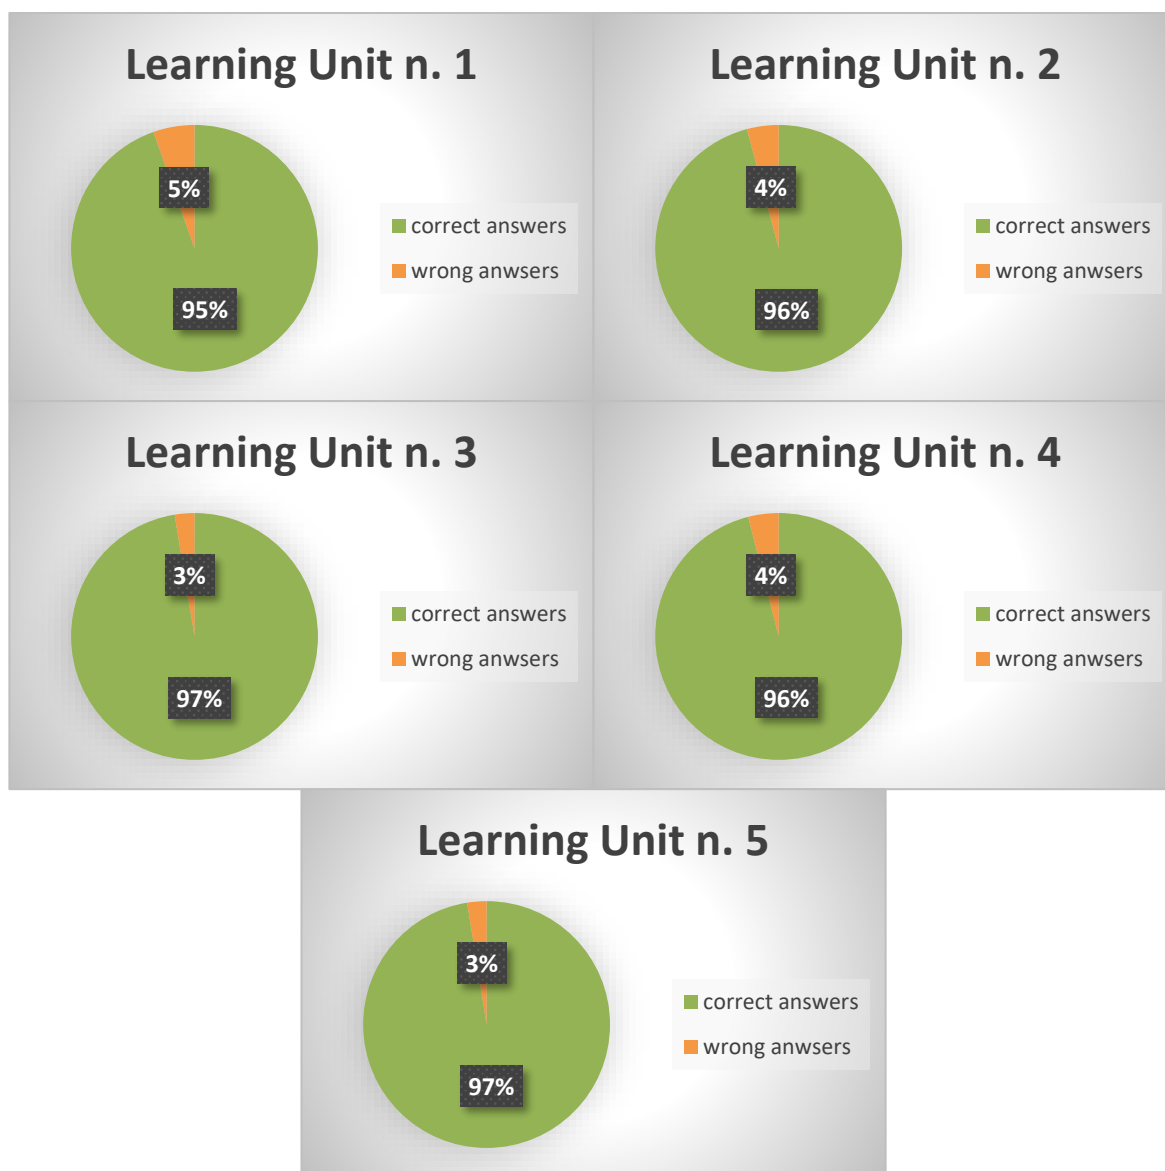 Learning Unit n. 1
5%
95%
correct answers
wrong anwsers
Learning Unit n. 2
4%
96%
correct answers
wrong anwsers
Learning Unit n. 3
3%
97%
correct answers
wrong anwsers
Learning Unit n. 4
4%
96%
correct answers
wrong anwsers
Learning Unit n. 5
3%
97%
correct answers
wrong anwsers